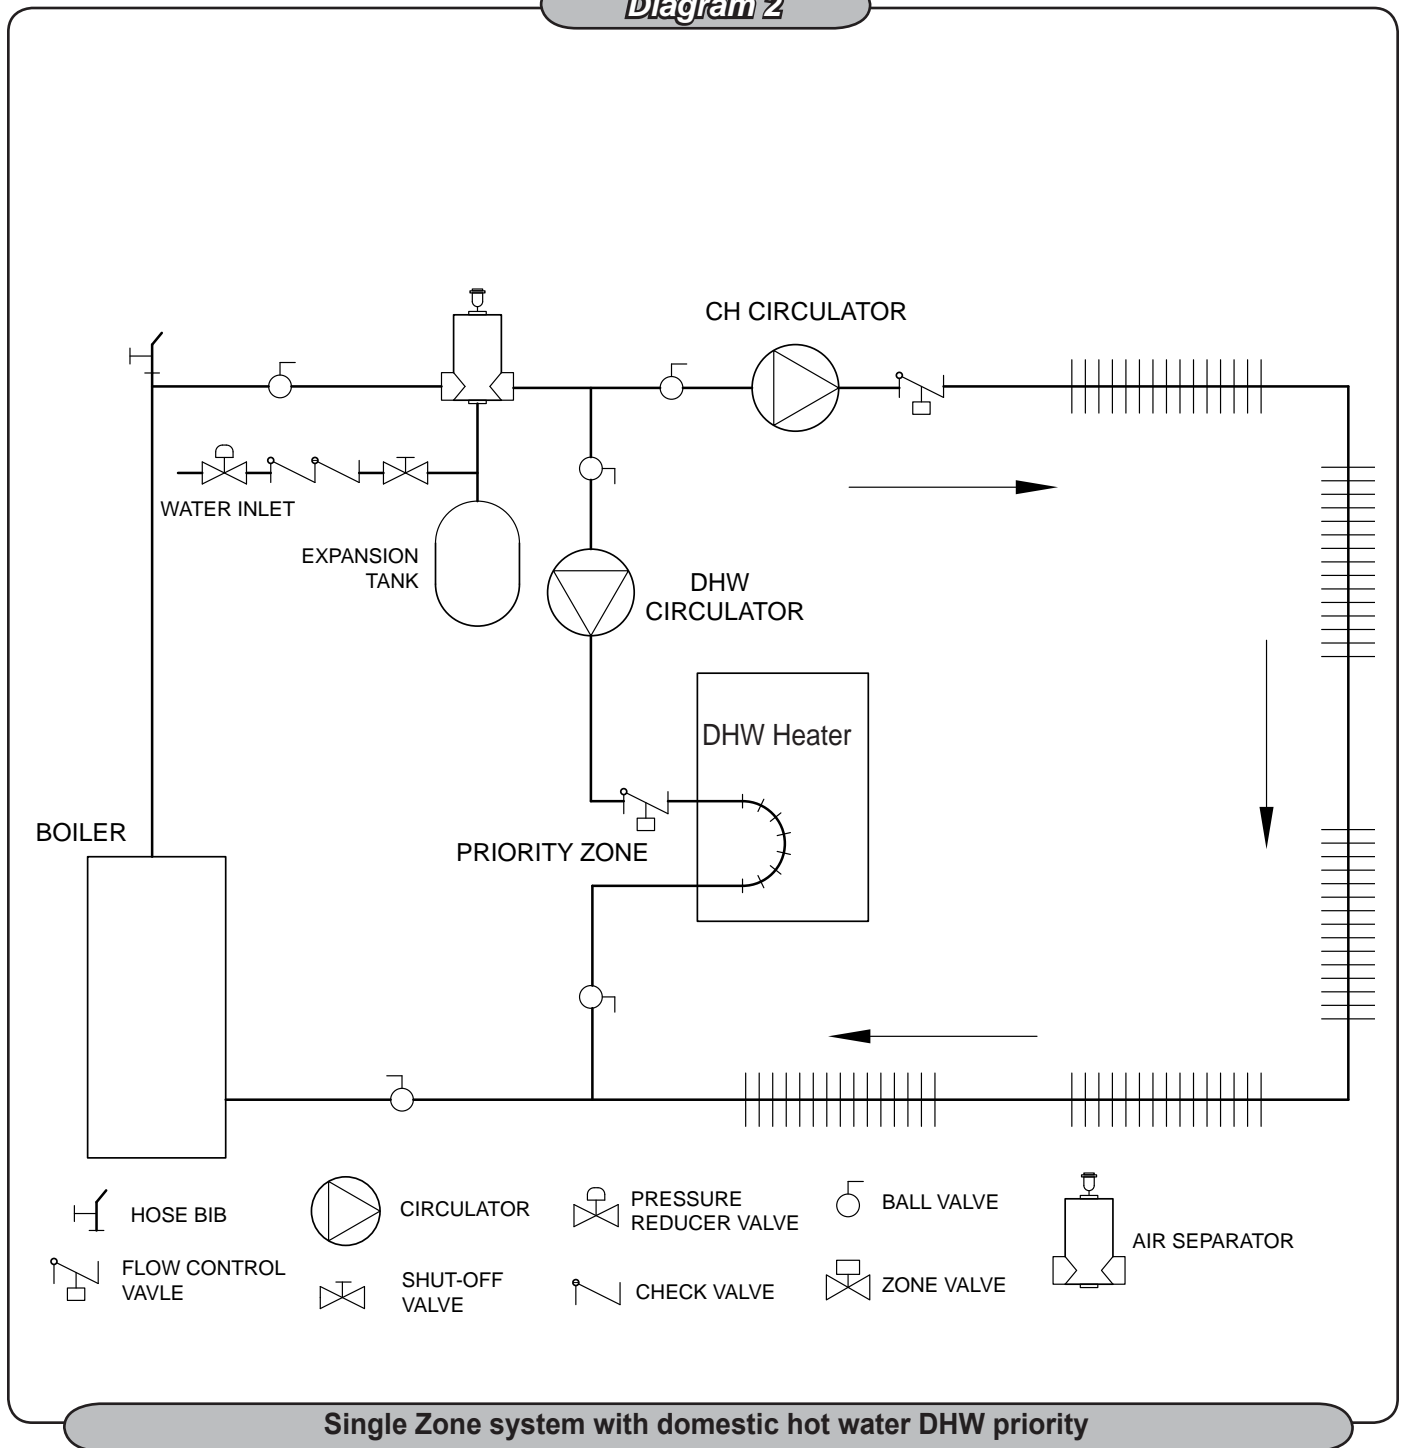 Diagram 2
CH CIRCULATOR
WATER INLET
EXPANSION
TANK
DHW
CIRCULATOR
DHW Heater
BOILER
PRIORITY ZONE
HOSE BIB
CIRCULATOR
PRESSURE
REDUCER VALVE
BALL VALVE
AIR SEPARATOR
FLOW CONTROL
VAVLE
SHUT-OFF
VALVE
CHECK VALVE
ZONE VALVE
Single Zone system with domestic hot water DHW priority